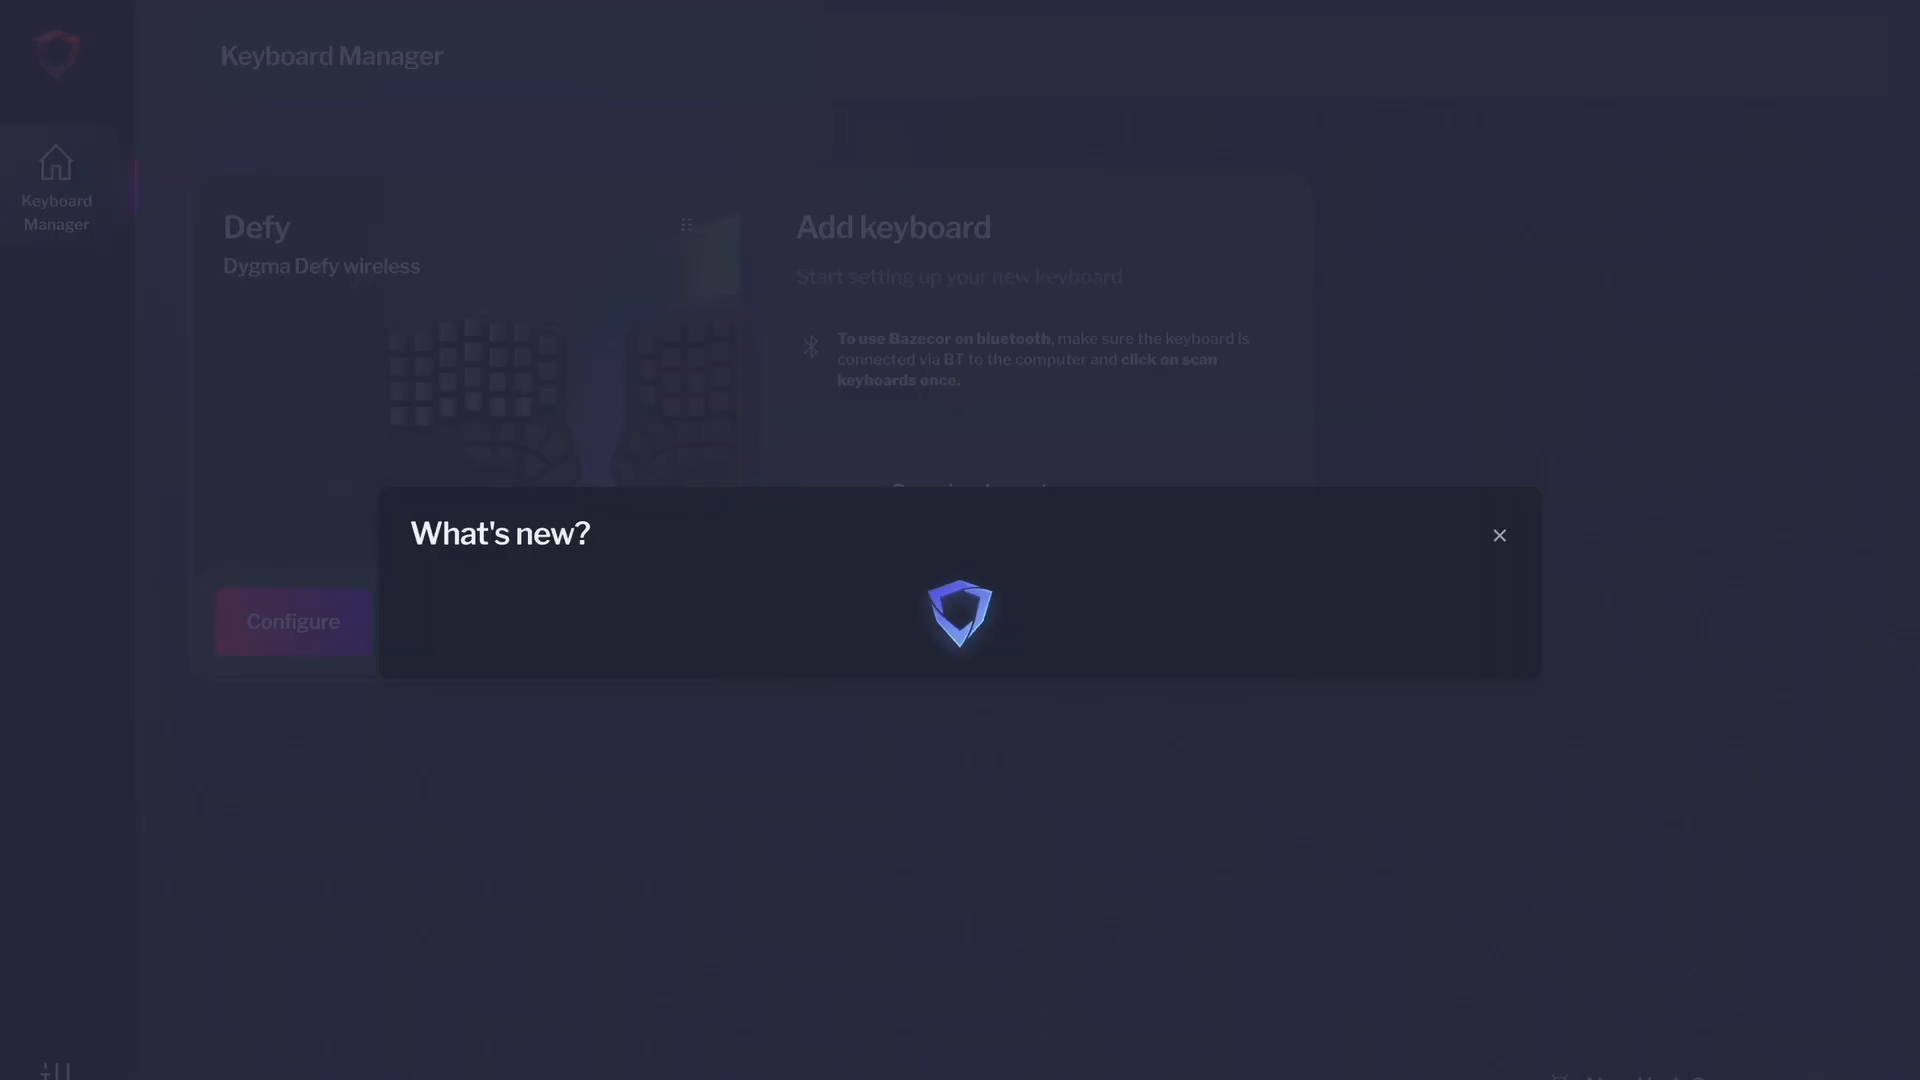 Keyboard Manager
Keyboard
Manager
Defy
Dygma Defy wireless
Add keyboard
Start setting up your new keyboard
To use Bazecor on bluetooth, make sure the keyboard is
connected via BT to the computer and click on scan
keyboards once.
What's new?
Configure